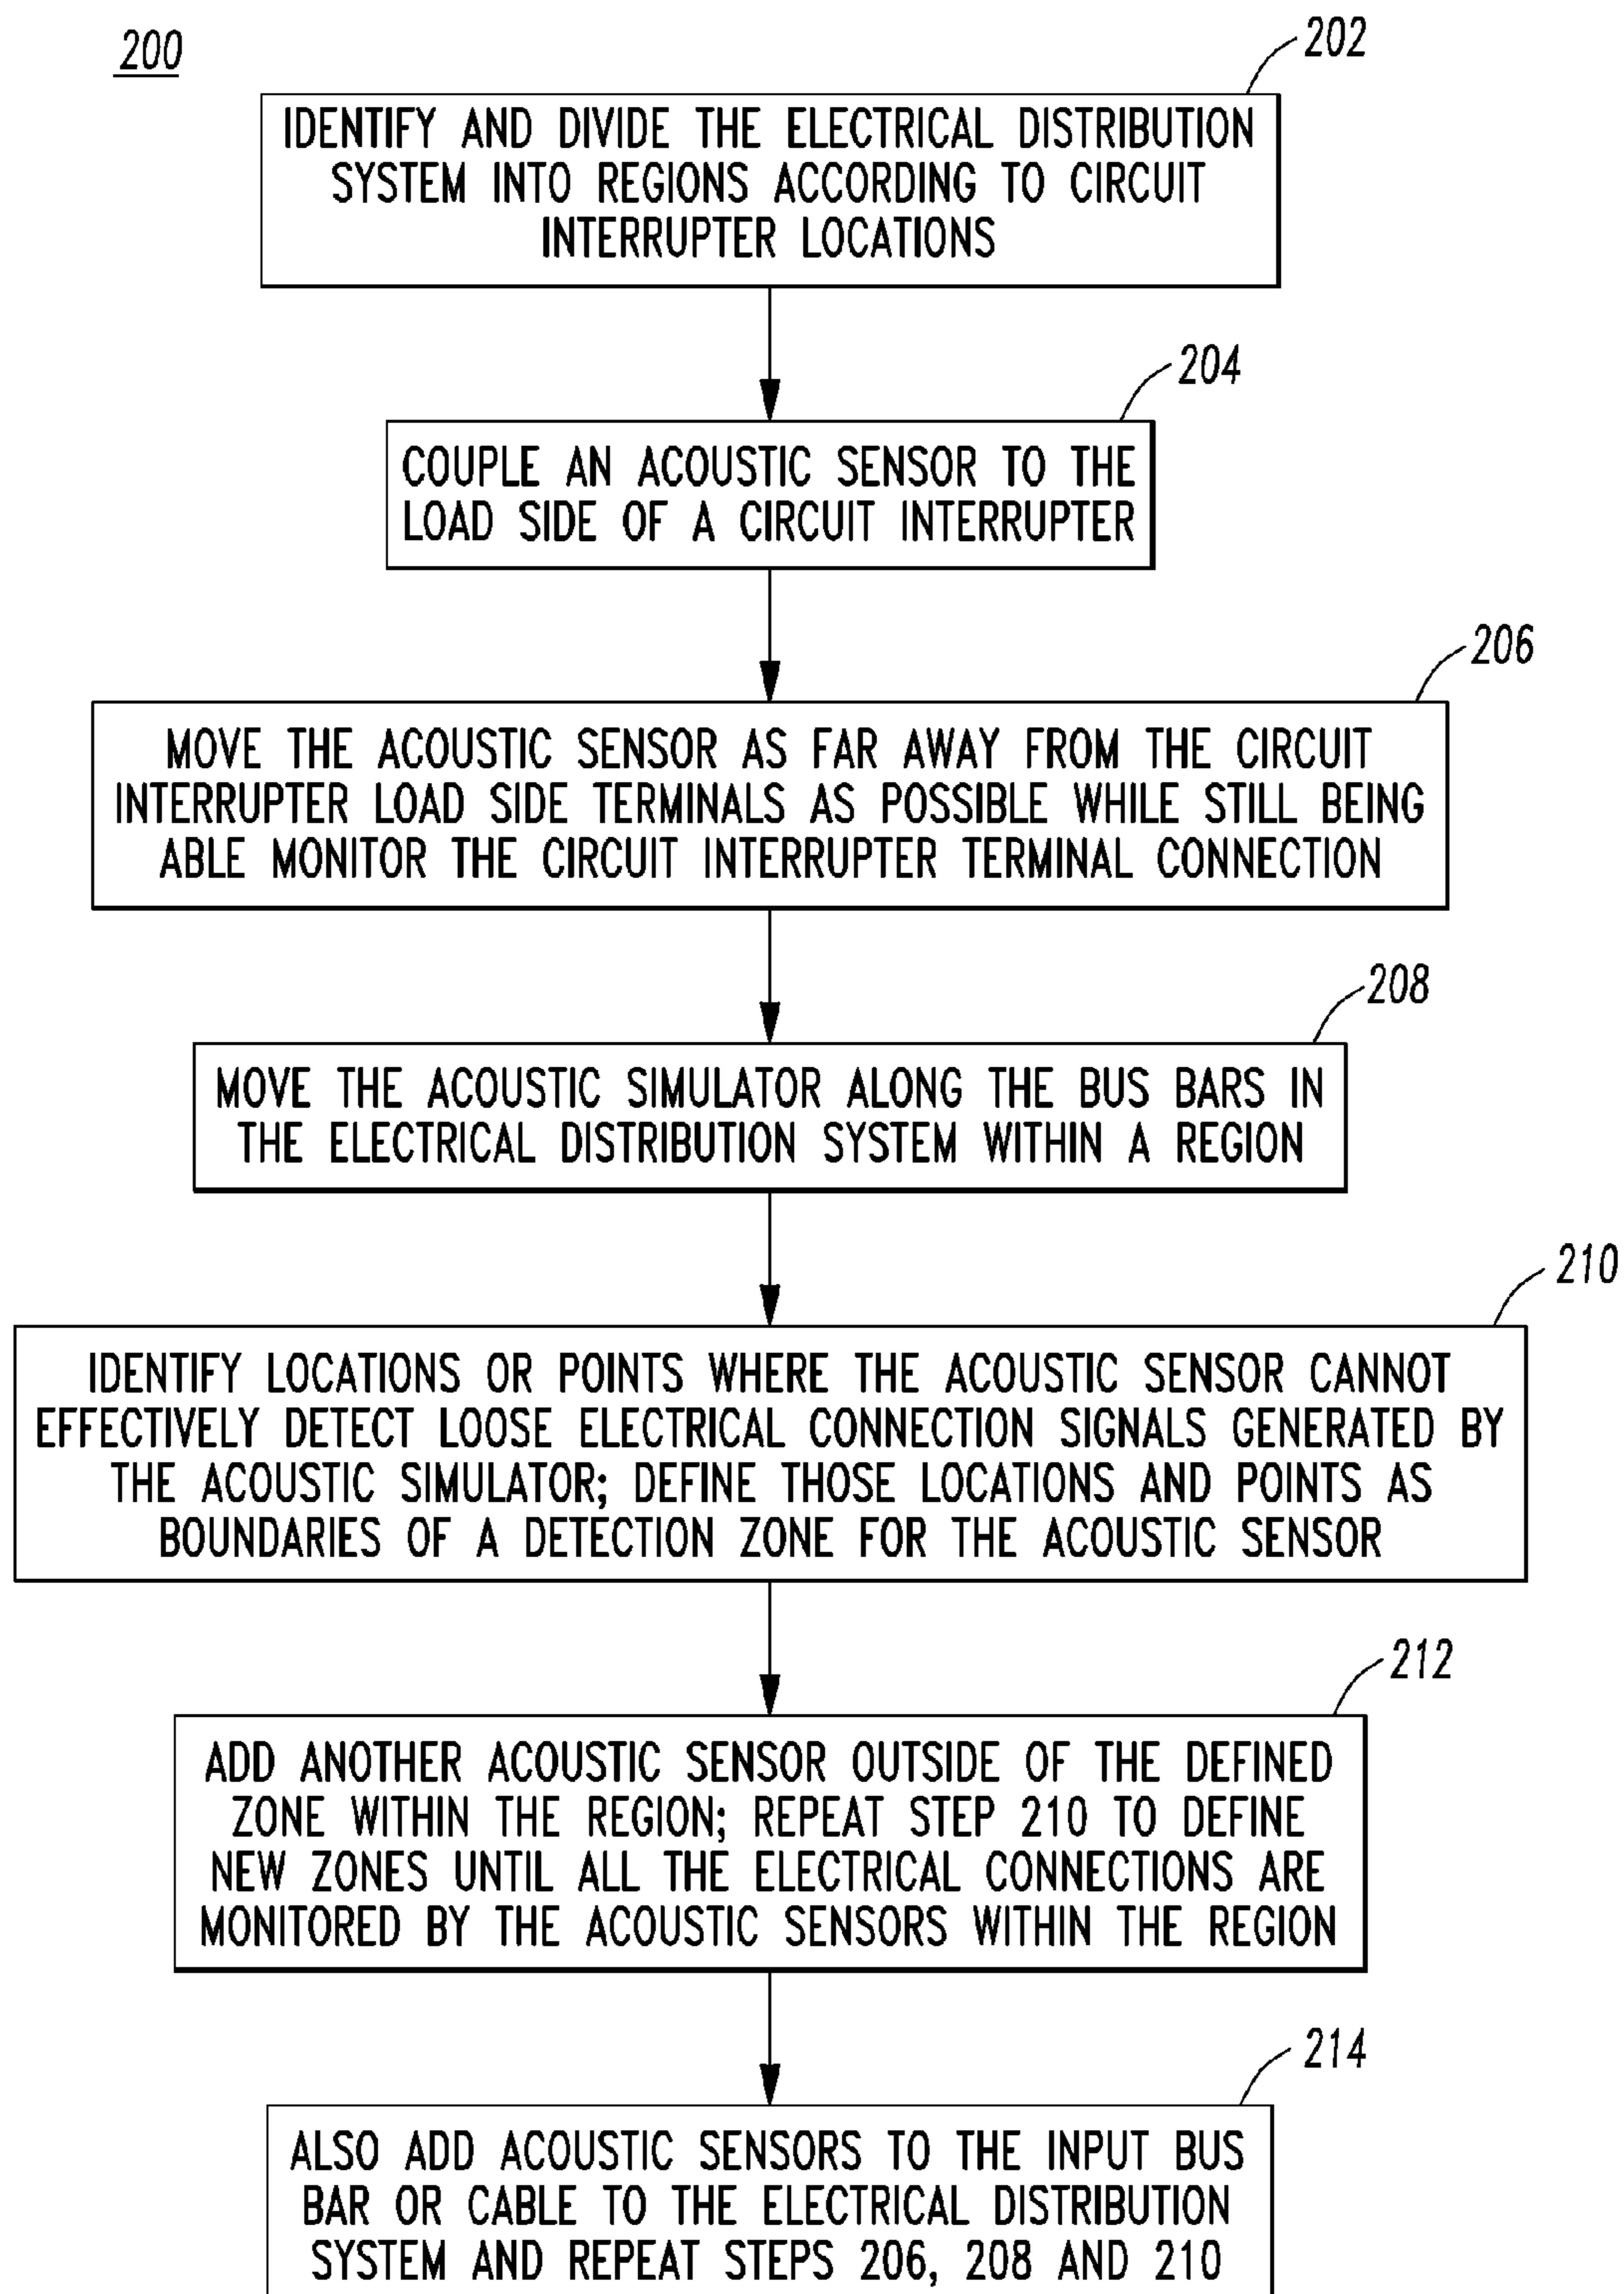 200
202
IDENTIFY AND DIVIDE THE ELECTRICAL DISTRIBUTION
SYSTEM INTO REGIONS ACCORDING TO CIRCUIT
INTERRUPTER LOCATIONS
204
COUPLE AN ACOUSTIC SENSOR TO THE
LOAD SIDE OF A CIRCUIT INTERRUPTER
206
MOVE THE ACOUSTIC SENSOR AS FAR AWAY FROM THE CIRCUIT
INTERRUPTER LOAD SIDE TERMINALS AS POSSIBLE WHILE STILL BEING
ABLE MONITOR THE CIRCUIT INTERRUPTER TERMINAL CONNECTION
208
MOVE THE ACOUSTIC SIMULATOR ALONG THE BUS BARS IN
THE ELECTRICAL DISTRIBUTION SYSTEM WITHIN A REGION
210
IDENTIFY LOCATIONS OR POINTS WHERE THE ACOUSTIC SENSOR CANNOT
EFFECTIVELY DETECT LOOSE ELECTRICAL CONNECTION SIGNALS GENERATED BY
THE ACOUSTIC SIMULATOR; DEFINE THOSE LOCATIONS AND POINTS AS
BOUNDARIES OF A DETECTION ZONE FOR THE ACOUSTIC SENSOR
212
ADD ANOTHER ACOUSTIC SENSOR OUTSIDE OF THE DEFINED
ZONE WITHIN THE REGION; REPEAT STEP 210 TO DEFINE
NEW ZONES UNTIL ALL THE ELECTRICAL CONNECTIONS ARE
MONITORED BY THE ACOUSTIC SENSORS WITHIN THE REGION
214
ALSO ADD ACOUSTIC SENSORS TO THE INPUT BUS
BAR OR CABLE TO THE ELECTRICAL DISTRIBUTION
SYSTEM AND REPEAT STEPS 206, 208 AND 210